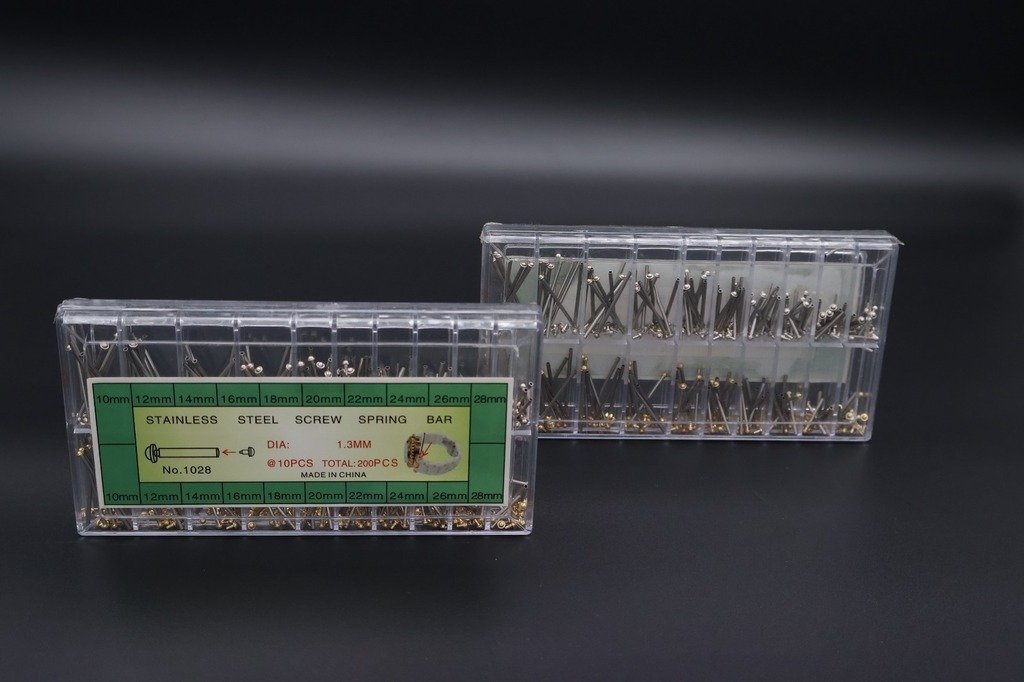 10mm 12mm 14mm 16mm 18mm 20mm 22mm 24mm 26mm 28mm
STAINLESS STEEL SCREW SPRING BAR
DIA: 1.3MM
No.1028
@10PCS TOTAL:200PCS
MADE IN CHINA
10mm 12mm 14mm 16mm 18mm 20mm 22mm 24mm 26mm 28mm